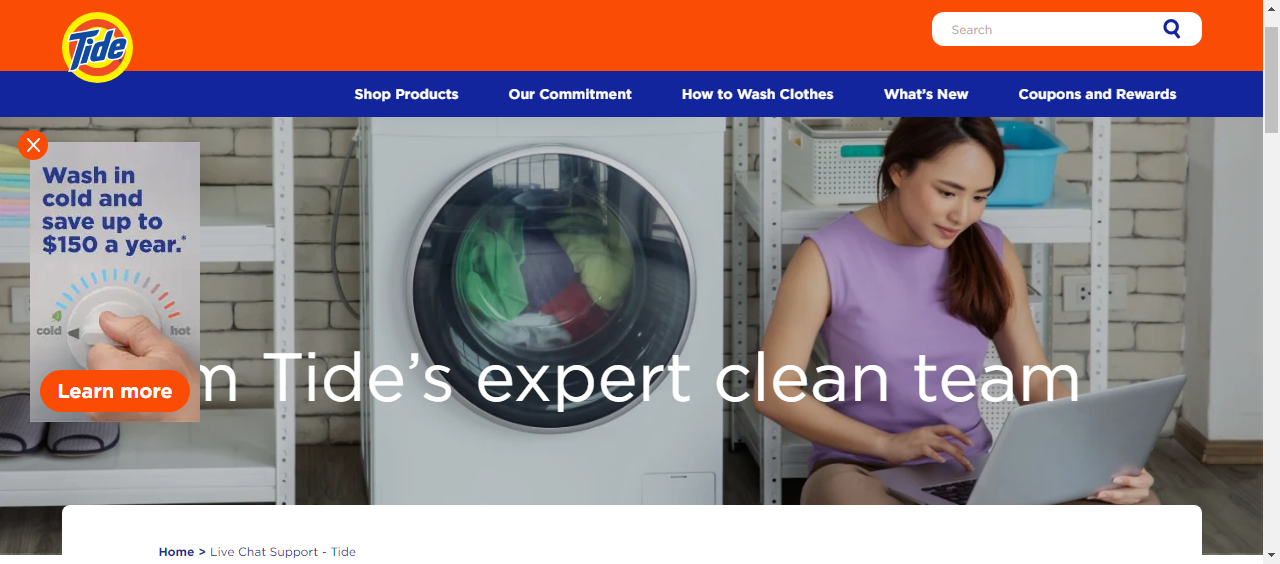 Tide
Search
Shop Products
Our Commitment
How to Wash Clothes
What's New
Coupons and Rewards
Wash in
cold and
save up to
$150 a year.*
cold
hot
Learn more
m Tide's expert clean team
Home > Live Chat Support - Tide